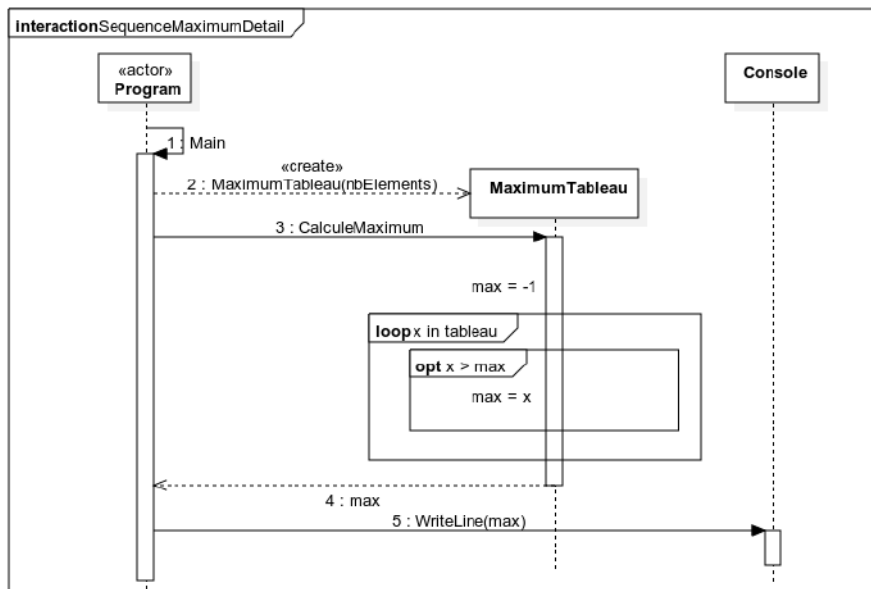 interactionSequenceMaximumDetail
«actor»
Program
Console
1 : Main
«create»
2 : MaximumTableau(nbElements)
MaximumTableau
3 : CalculeMaximum
max = -1
loop x in tableau
opt x > max
max = x
4 : max
5 : WriteLine(max)